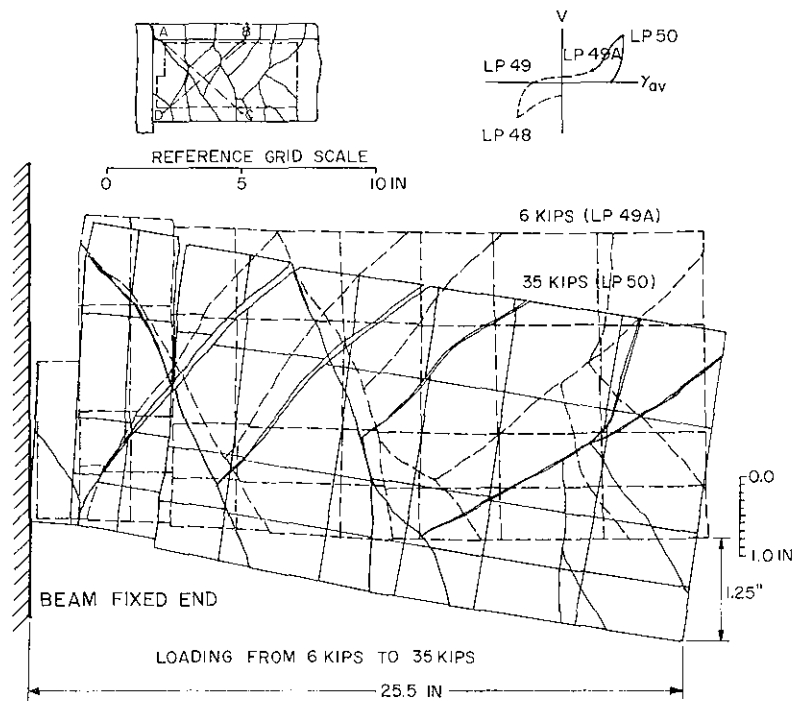 A B
D C
V
LP 50
LP 49A
LP 49
γav
LP 48
REFERENCE GRID SCALE
0 5 10 IN
6 KIPS (LP 49A)
35 KIPS (LP 50)
0.0
1.0 IN
1.25"
BEAM FIXED END
LOADING FROM 6 KIPS TO 35 KIPS
25.5 IN